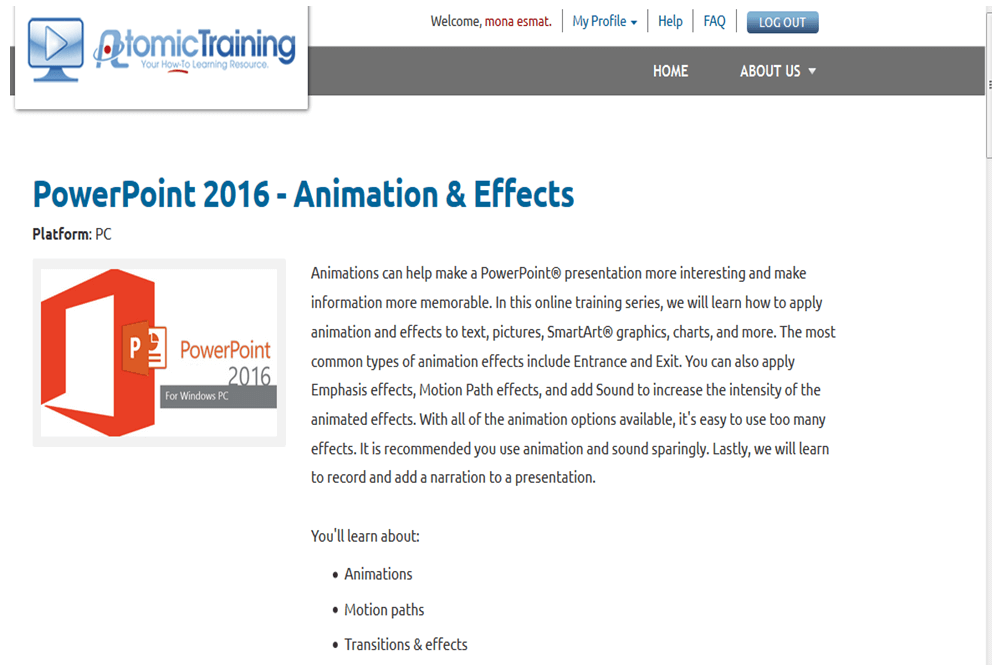 Welcome, mona esmat. My Profile Help FAQ LOG OUT
AtomicTraining
Your How-To Learning Resource.
HOME ABOUT US
PowerPoint 2016 - Animation & Effects
Platform: PC
P PowerPoint
2016
For Windows PC
Animations can help make a PowerPoint® presentation more interesting and make
information more memorable. In this online training series, we will learn how to apply
animation and effects to text, pictures, SmartArt® graphics, charts, and more. The most
common types of animation effects include Entrance and Exit. You can also apply
Emphasis effects, Motion Path effects, and add Sound to increase the intensity of the
animated effects. With all of the animation options available, it's easy to use too many
effects. It is recommended you use animation and sound sparingly. Lastly, we will learn
to record and add a narration to a presentation.
You'll learn about:
• Animations
• Motion paths
• Transitions & effects